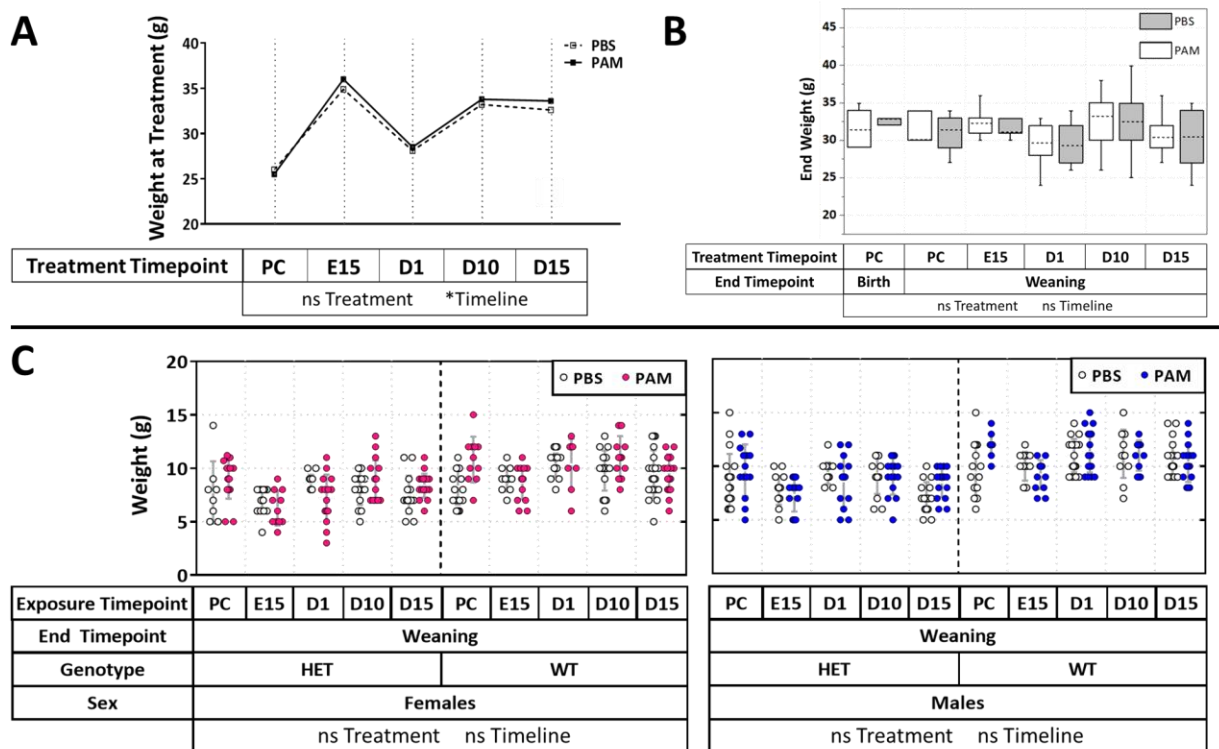 A
Weight at Treatment (g)
40
35
30
25
20
PBS
PAM
Treatment Timepoint PC E15 D1 D10 D15
ns Treatment *Timeline
B
End Weight (g)
45
40
35
30
25
20
PBS
PAM
Treatment Timepoint PC PC E15 D1 D10 D15
End Timepoint Birth Weaning
ns Treatment ns Timeline
C
Weight (g)
20
15
10
5
0
PBS PAM
PBS PAM
Exposure Timepoint PC E15 D1 D10 D15 PC E15 D1 D10 D15 PC E15 D1 D10 D15 PC E15 D1 D10 D15
End Timepoint Weaning Weaning
Genotype HET WT HET WT
Sex Females Males
ns Treatment ns Timeline ns Treatment ns Timeline